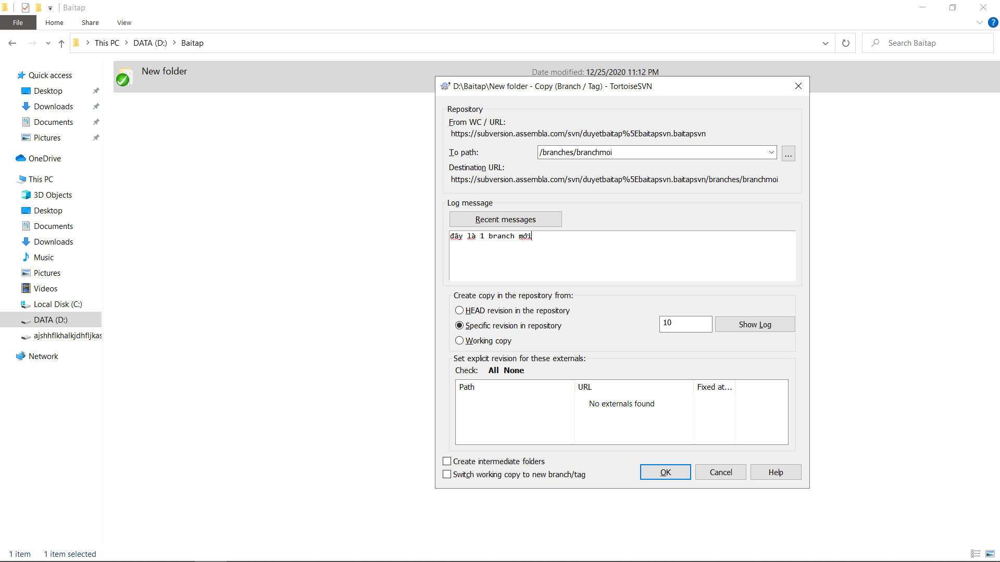 Baitap
File
Home
Share
View
This PC
DATA (D:)
Baitap
Search Baitap
Quick access
Desktop
Downloads
Documents
Pictures
OneDrive
This PC
3D Objects
Desktop
Documents
Downloads
Music
Pictures
Videos
Local Disk (C:)
DATA (D:)
ajshhflkhalkjdhfljkas
Network
New folder
Date modified: 12/25/2020 11:12 PM
D:\Baitap\New folder - Copy (Branch / Tag) - TortoiseSVN
Repository
From WC / URL:
https://subversion.assembla.com/svn/duyetbaitap%5Ebaitapsvn.baitapsvn
To path:
/branches/branchmoi
...
Destination URL:
https://subversion.assembla.com/svn/duyetbaitap%5Ebaitapsvn.baitapsvn/branches/branchmoi
Log message
Recent messages
đây là 1 branch mới
Create copy in the repository from:
HEAD revision in the repository
Specific revision in repository
10
Show Log
Working copy
Set explicit revision for these externals:
Check: All None
Path URL Fixed at...
No externals found
Create intermediate folders
Switch working copy to new branch/tag
OK
Cancel
Help
1 item
1 item selected